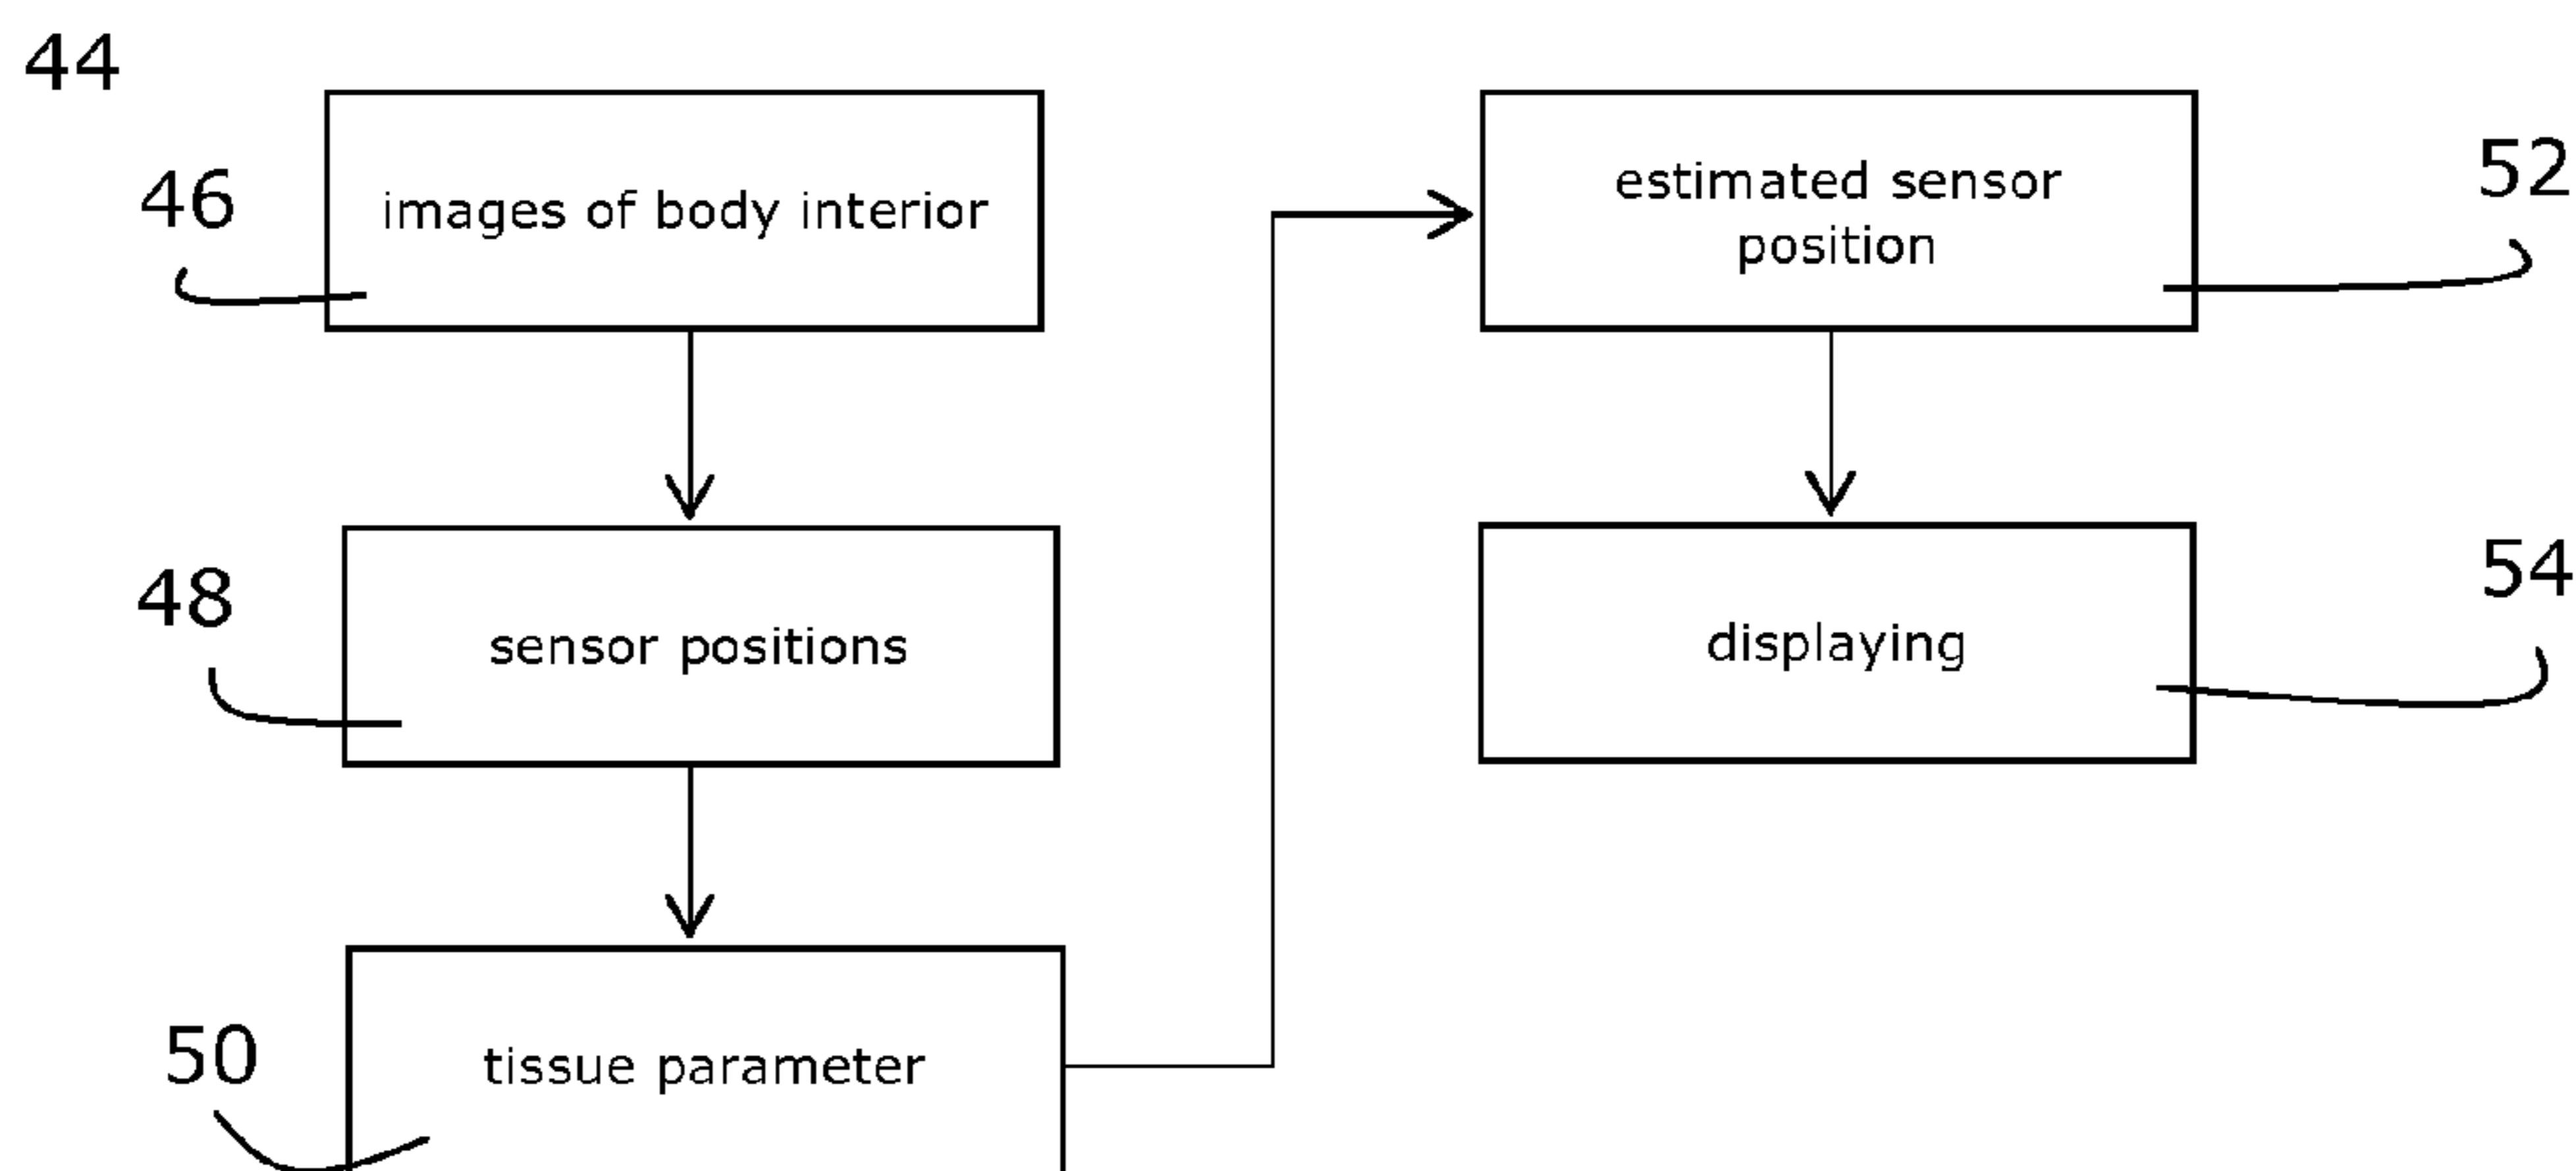 44
46
images of body interior
48
sensor positions
50
tissue parameter
estimated sensor
position
52
displaying
54